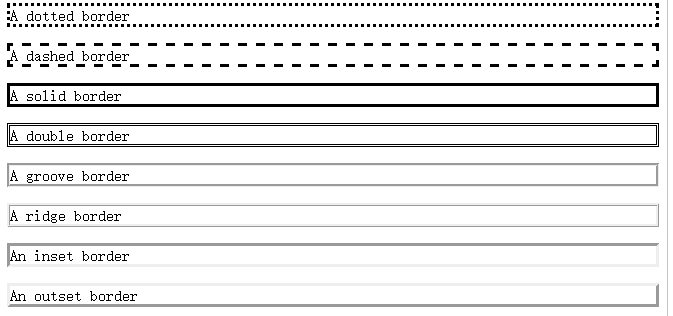 A dotted border
A dashed border
A solid border
A double border
A groove border
A ridge border
An inset border
An outset border